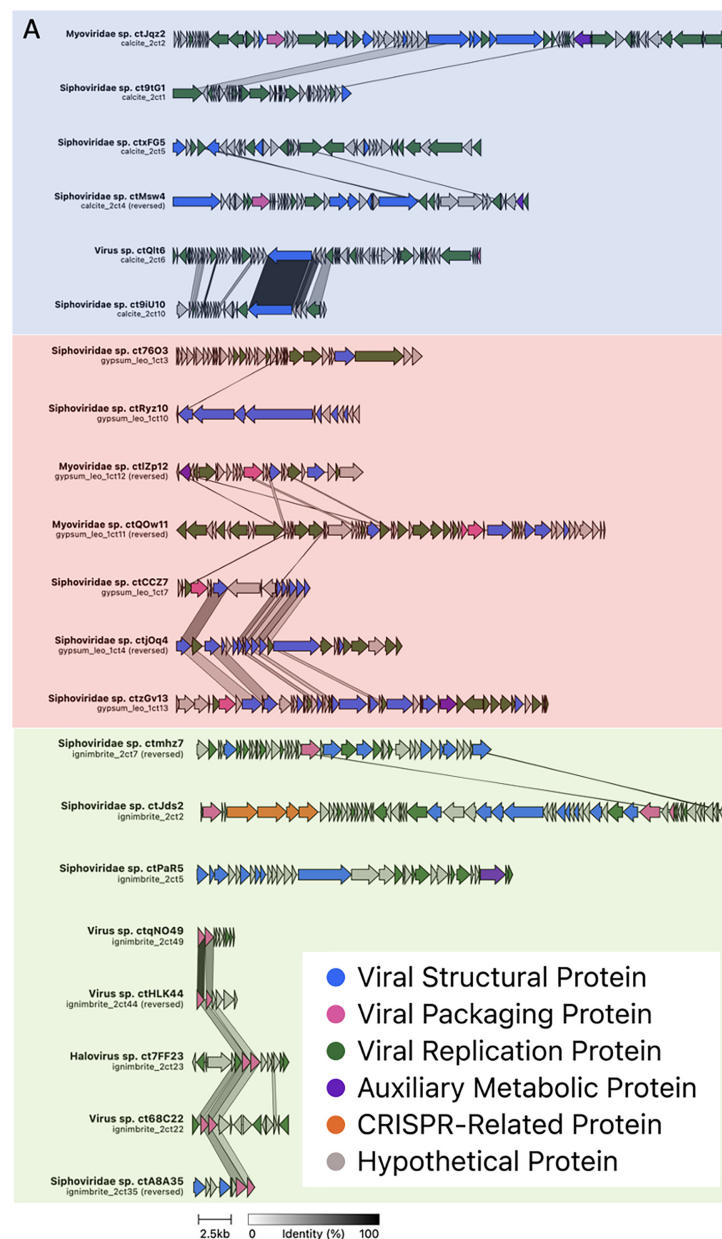 A
Myoviridae sp. ctJqz2
calcite_2ct2
Siphoviridae sp. ct9tG1
calcite_2ct1
Siphoviridae sp. ctxFG5
calcite_2ct5
Siphoviridae sp. ctMsw4
calcite_2ct4 (reversed)
Virus sp. ctQlt6
calcite_2ct6
Siphoviridae sp. ct9iU10
calcite_2ct10
Siphoviridae sp. ct76O3
gypsum_leo_1ct3
Siphoviridae sp. ctRyz10
gypsum_leo_1ct10
Myoviridae sp. ctlZp12
gypsum_leo_1ct12 (reversed)
Myoviridae sp. ctQOw11
gypsum_leo_1ct11 (reversed)
Siphoviridae sp. ctCCZ7
gypsum_leo_1ct7
Siphoviridae sp. ctjOq4
gypsum_leo_1ct4 (reversed)
Siphoviridae sp. ctzGv13
gypsum_leo_1ct13
Siphoviridae sp. ctmhz7
ignimbrite_2ct7 (reversed)
Siphoviridae sp. ctJds2
ignimbrite_2ct2
Siphoviridae sp. ctPaR5
ignimbrite_2ct5
Virus sp. ctqNO49
ignimbrite_2ct49
Virus sp. ctHLK44
ignimbrite_2ct44 (reversed)
Halovirus sp. ct7FF23
ignimbrite_2ct23
Virus sp. ct68C22
ignimbrite_2ct22
Siphoviridae sp. ctA8A35
ignimbrite_2ct35 (reversed)
Viral Structural Protein
Viral Packaging Protein
Viral Replication Protein
Auxiliary Metabolic Protein
CRISPR-Related Protein
Hypothetical Protein
2.5kb
0 Identity (%) 100